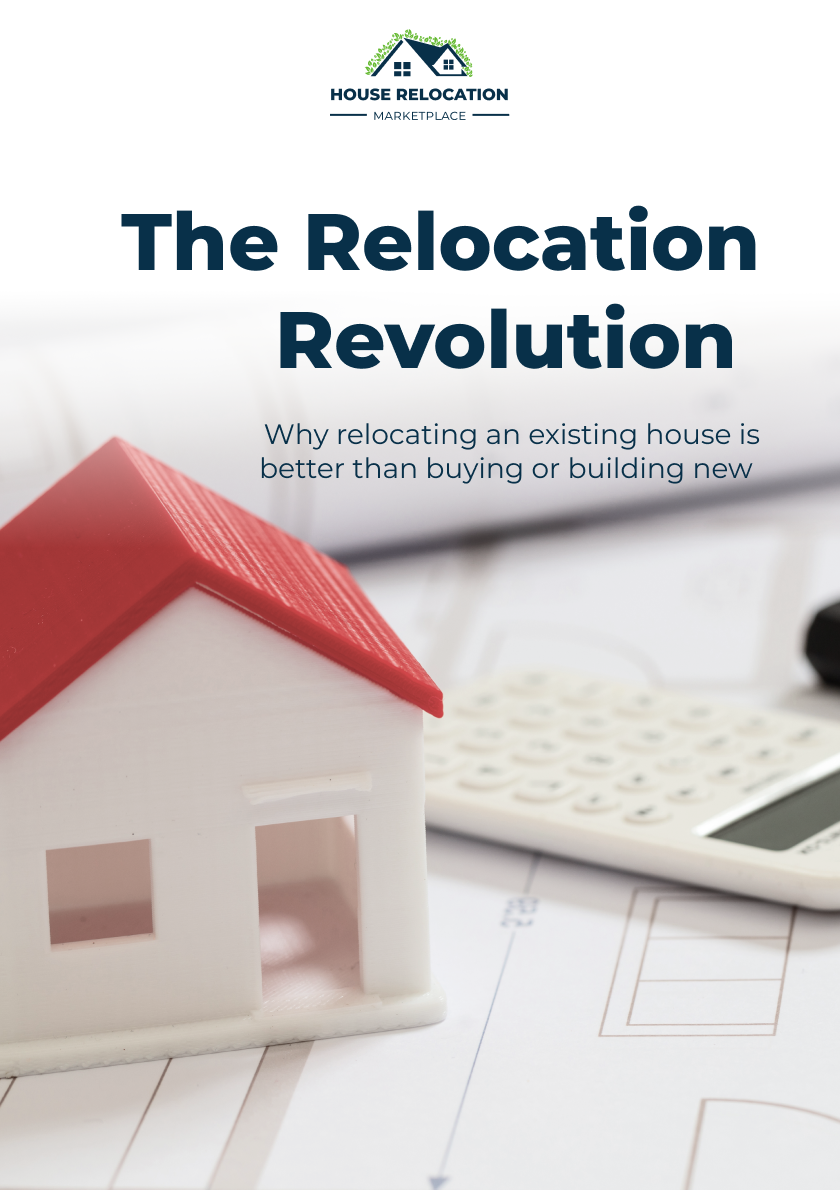 HOUSE RELOCATION
MARKETPLACE
The Relocation
Revolution
Why relocating an existing house is
better than buying or building new